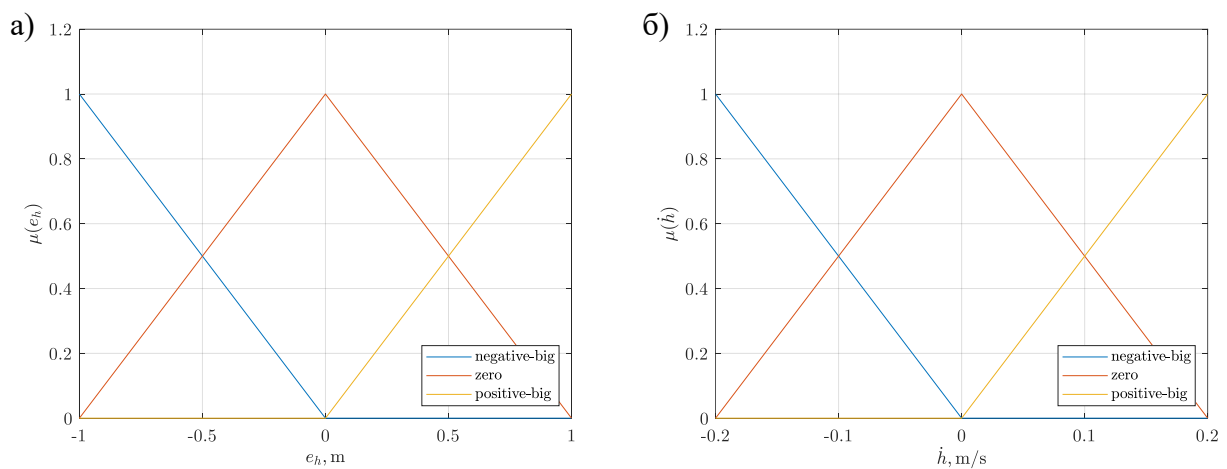 а)
1.2
1
0.8
0.6
0.4
0.2
0
μ(e_h)
-1 -0.5 0 0.5 1
e_h, m
negative-big
zero
positive-big
б)
1.2
1
0.8
0.6
0.4
0.2
0
μ(ḣ)
-0.2 -0.1 0 0.1 0.2
ḣ, m/s
negative-big
zero
positive-big